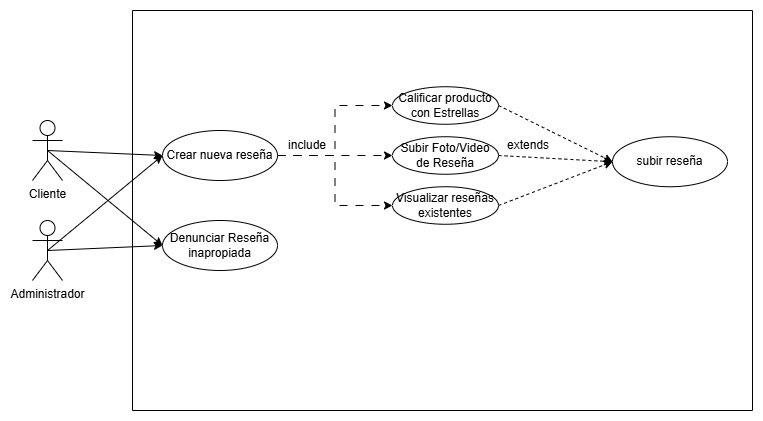 Cliente
Administrador
Crear nueva reseña
Denunciar Reseña
inapropiada
include
Calificar producto
con Estrellas
Subir Foto/Video
de Reseña
Visualizar reseñas
existentes
extends
subir reseña